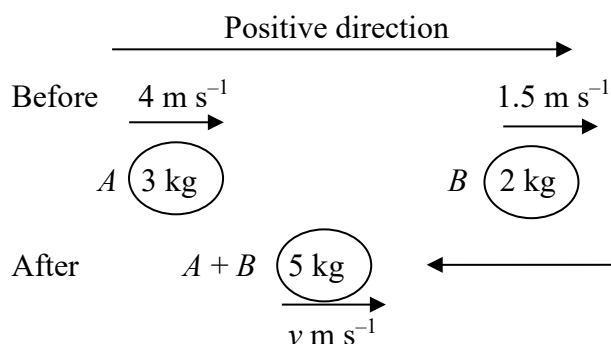 Positive direction
Before 4 m s⁻¹ 1.5 m s⁻¹
A 3 kg B 2 kg
After A + B 5 kg
v m s⁻¹